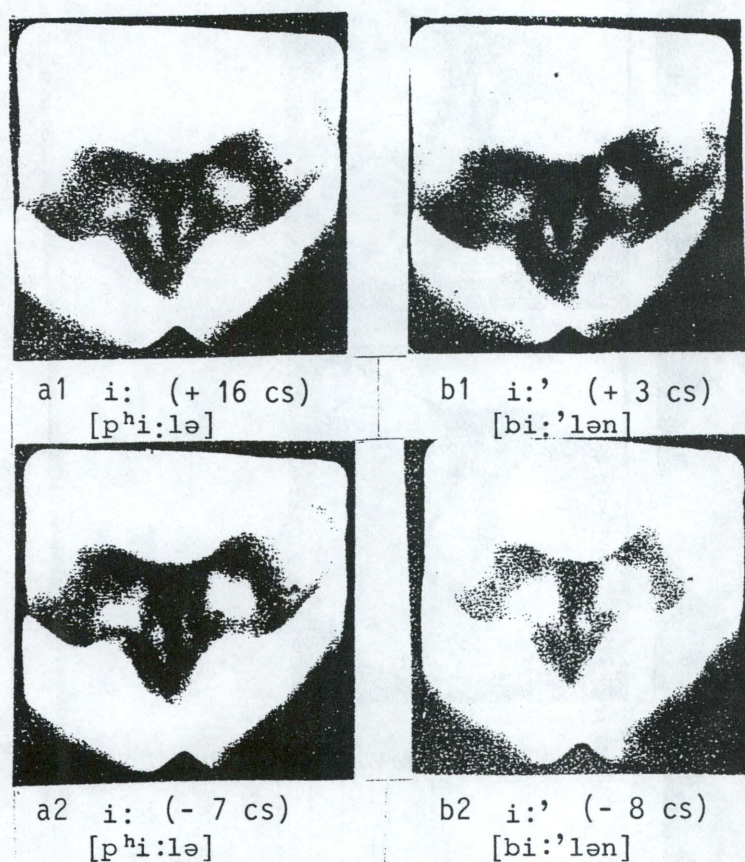 a1 i: (+ 16 cs)
[pʰi:lə]
b1 i:’ (+ 3 cs)
[bi:’lən]
a2 i: (- 7 cs)
[pʰi:lə]
b2 i:’ (- 8 cs)
[bi:’lən]